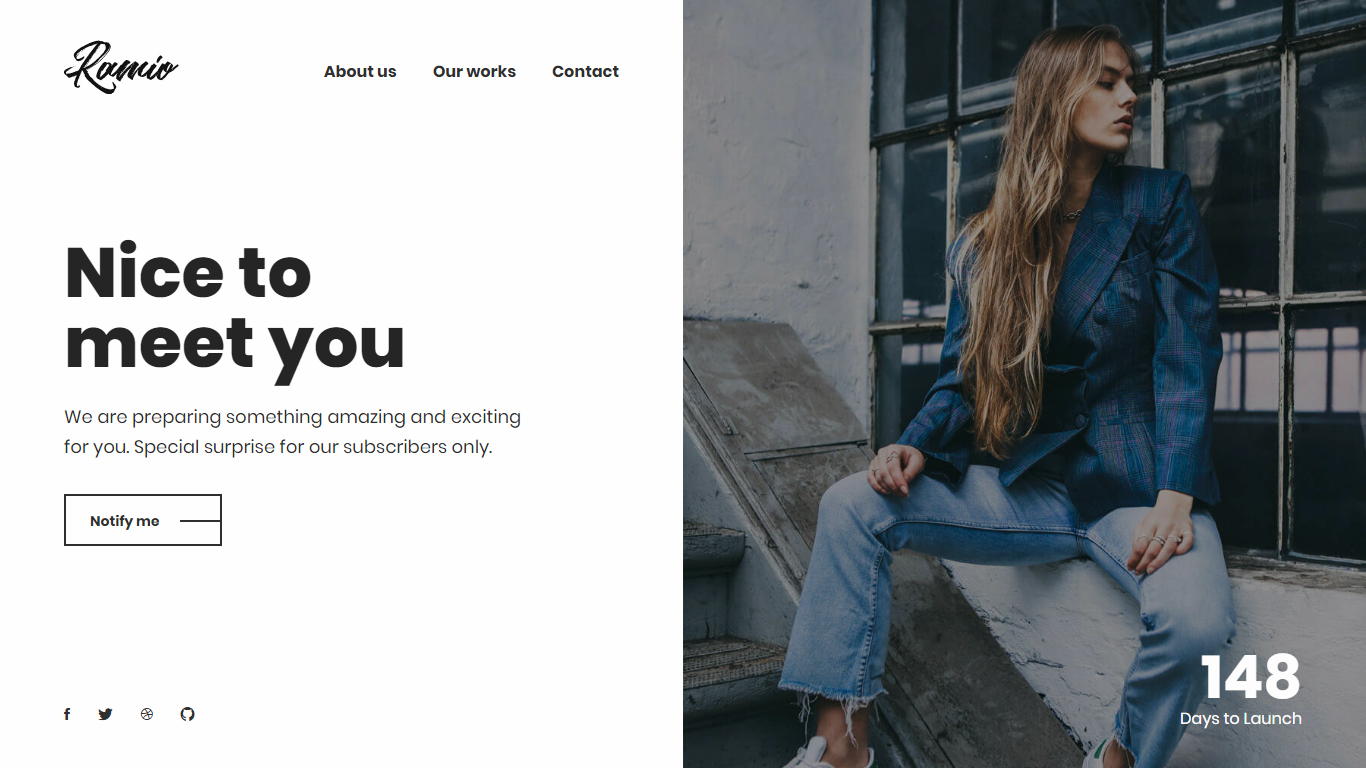 Ramio
About us
Our works
Contact
Nice to
meet you
We are preparing something amazing and exciting
for you. Special surprise for our subscribers only.
Notify me
148
Days to Launch